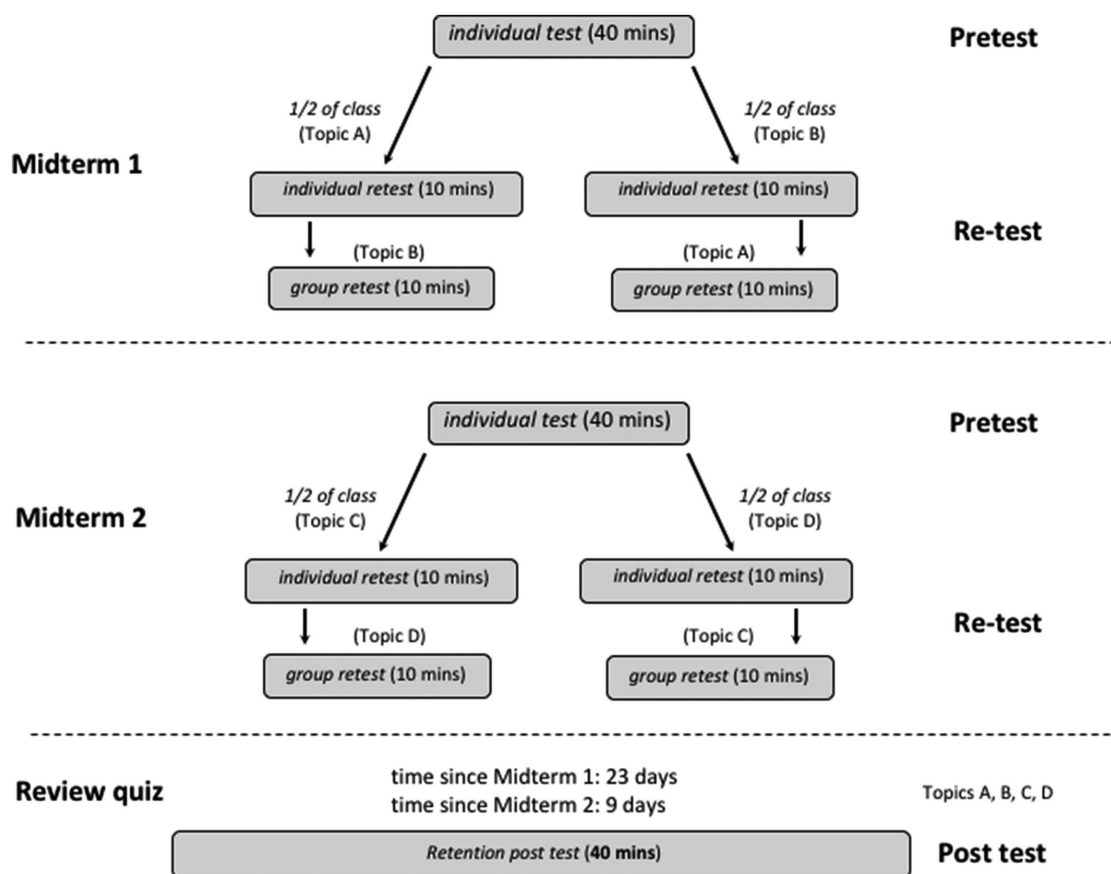 individual test (40 mins)
Pretest
1/2 of class
(Topic A)
1/2 of class
(Topic B)
Midterm 1
individual retest (10 mins)
individual retest (10 mins)
Re-test
(Topic B)
(Topic A)
group retest (10 mins)
group retest (10 mins)
individual test (40 mins)
Pretest
1/2 of class
(Topic C)
1/2 of class
(Topic D)
Midterm 2
individual retest (10 mins)
individual retest (10 mins)
Re-test
(Topic D)
(Topic C)
group retest (10 mins)
group retest (10 mins)
Review quiz
time since Midterm 1: 23 days
time since Midterm 2: 9 days
Topics A, B, C, D
Retention post test (40 mins)
Post test